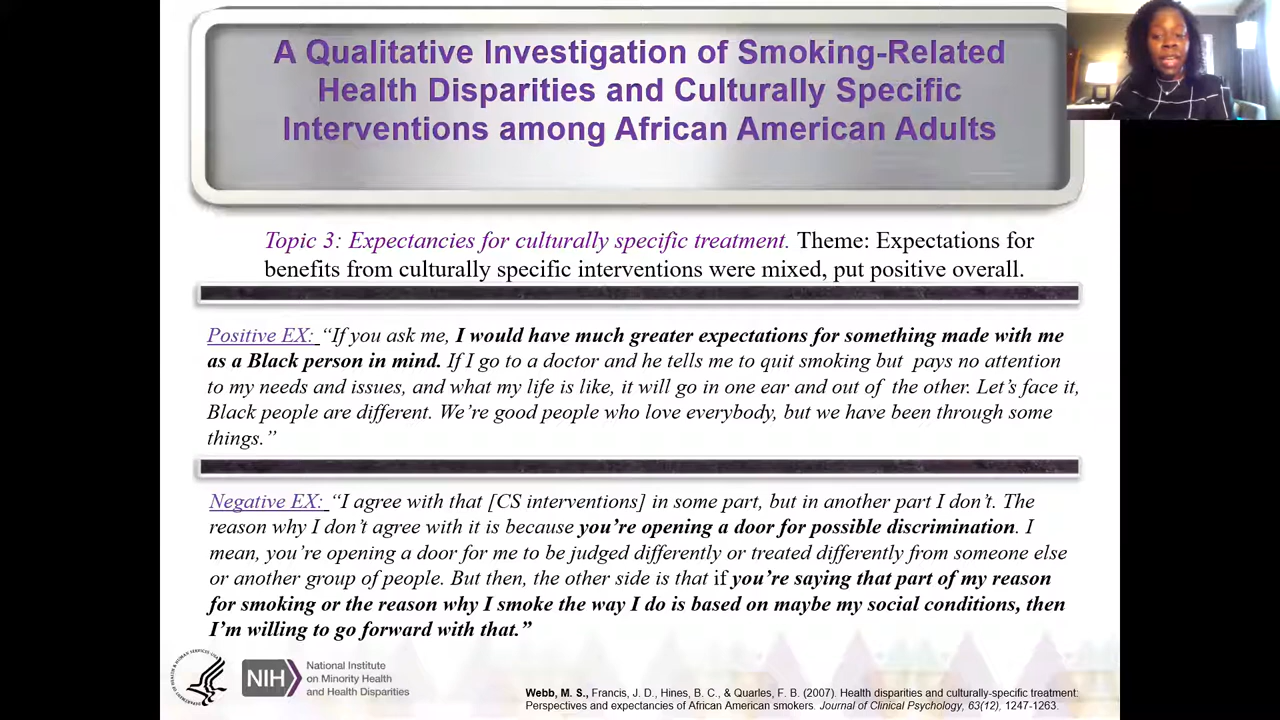 A Qualitative Investigation of Smoking-Related
Health Disparities and Culturally Specific
Interventions among African American Adults
Topic 3: Expectancies for culturally specific treatment. Theme: Expectations for
benefits from culturally specific interventions were mixed, put positive overall.
Positive EX: “If you ask me, I would have much greater expectations for something made with me
as a Black person in mind. If I go to a doctor and he tells me to quit smoking but pays no attention
to my needs and issues, and what my life is like, it will go in one ear and out of the other. Let’s face it,
Black people are different. We’re good people who love everybody, but we have been through some
things.”
Negative EX: “I agree with that [CS interventions] in some part, but in another part I don’t. The
reason why I don’t agree with it is because you’re opening a door for possible discrimination. I
mean, you’re opening a door for me to be judged differently or treated differently from someone else
or another group of people. But then, the other side is that if you’re saying that part of my reason
for smoking or the reason why I smoke the way I do is based on maybe my social conditions, then
I’m willing to go forward with that.”
NIH
National Institute
on Minority Health
and Health Disparities
Webb, M. S., Francis, J. D., Hines, B. C., & Quarles, F. B. (2007). Health disparities and culturally-specific treatment:
Perspectives and expectancies of African American smokers. Journal of Clinical Psychology, 63(12), 1247-1263.